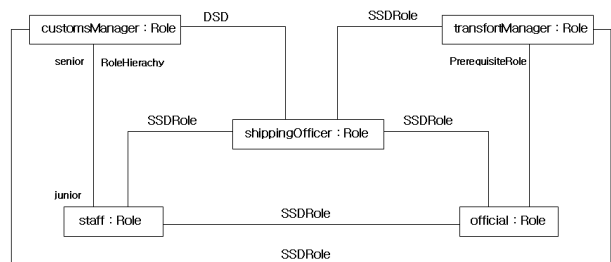 DSD
SSDRole
customsManager : Role
transfortManager : Role
senior
RoleHierachy
PrerequisiteRole
SSDRole
SSDRole
shippingOfficer : Role
junior
staff : Role
SSDRole
official : Role
SSDRole